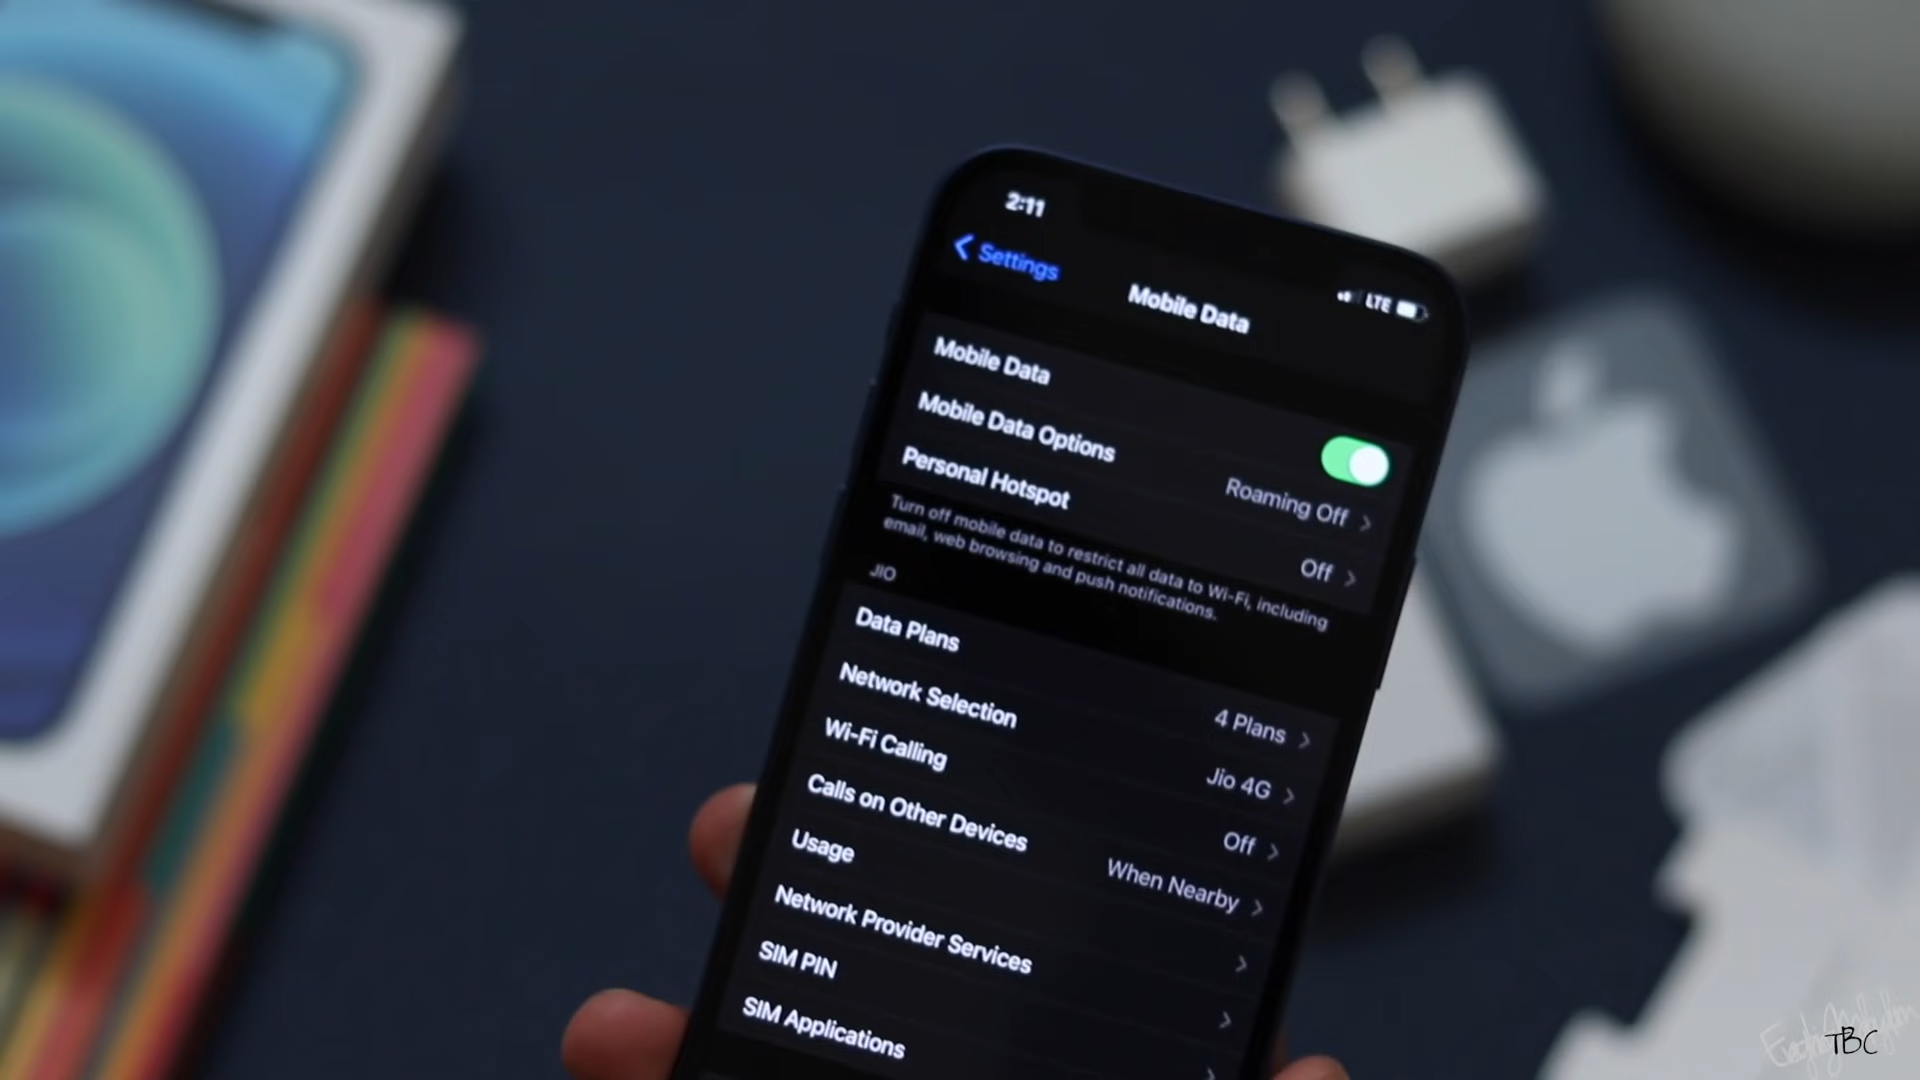 2:11
LTE
Settings
Mobile Data
Mobile Data
Mobile Data Options
Roaming Off
Personal Hotspot
Off
Turn off mobile data to restrict all data to Wi-Fi, including
email, web browsing and push notifications.
JIO
Data Plans
4 Plans
Network Selection
Jio 4G
Wi-Fi Calling
Off
Calls on Other Devices
When Nearby
Usage
Network Provider Services
SIM PIN
SIM Applications
TBC